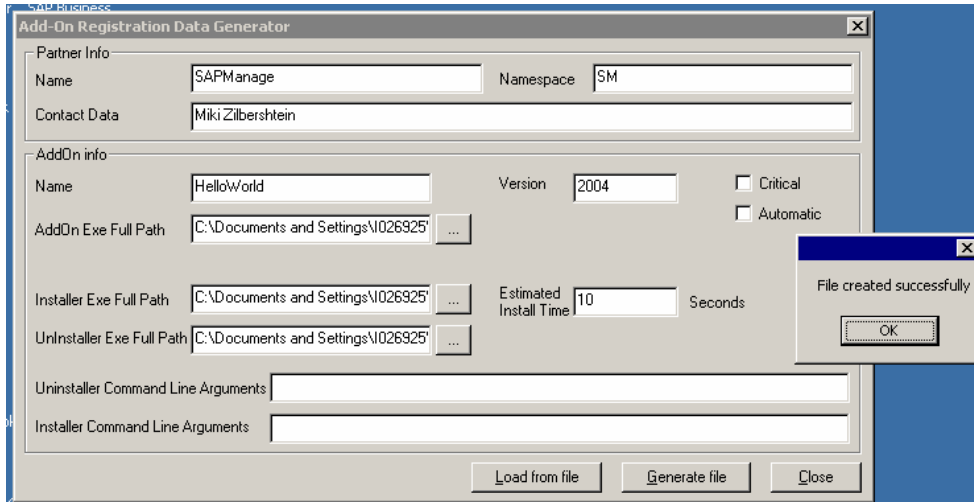 SAP Business
Add-On Registration Data Generator
Partner Info
Name SAPManage Namespace SM
Contact Data Miki Zilbershtein
AddOn info
Name HelloWorld Version 2004 Critical
Automatic
AddOn Exe Full Path C:\Documents and Settings\I026925' ...
File created successfully
Installer Exe Full Path C:\Documents and Settings\I026925' ... Estimated Install Time 10 Seconds
OK
UnInstaller Exe Full Path C:\Documents and Settings\I026925' ...
Uninstaller Command Line Arguments
Installer Command Line Arguments
Load from file Generate file Close